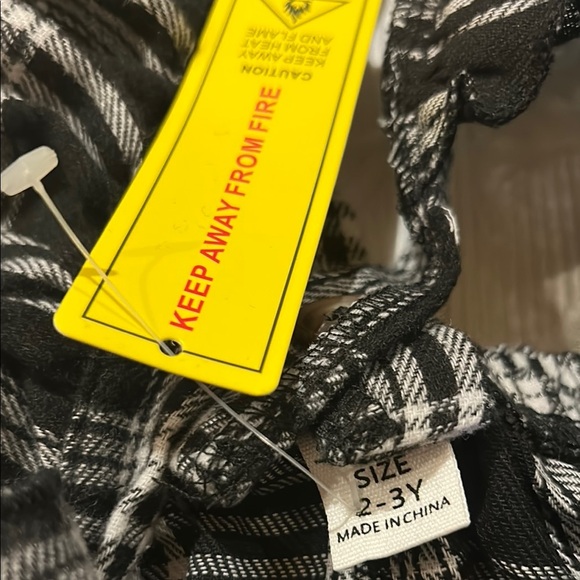 CAUTION
KEEP AWAY
FROM HEAT
AND FLAME
KEEP AWAY FROM FIRE
SIZE
2-3Y
MADE IN CHINA